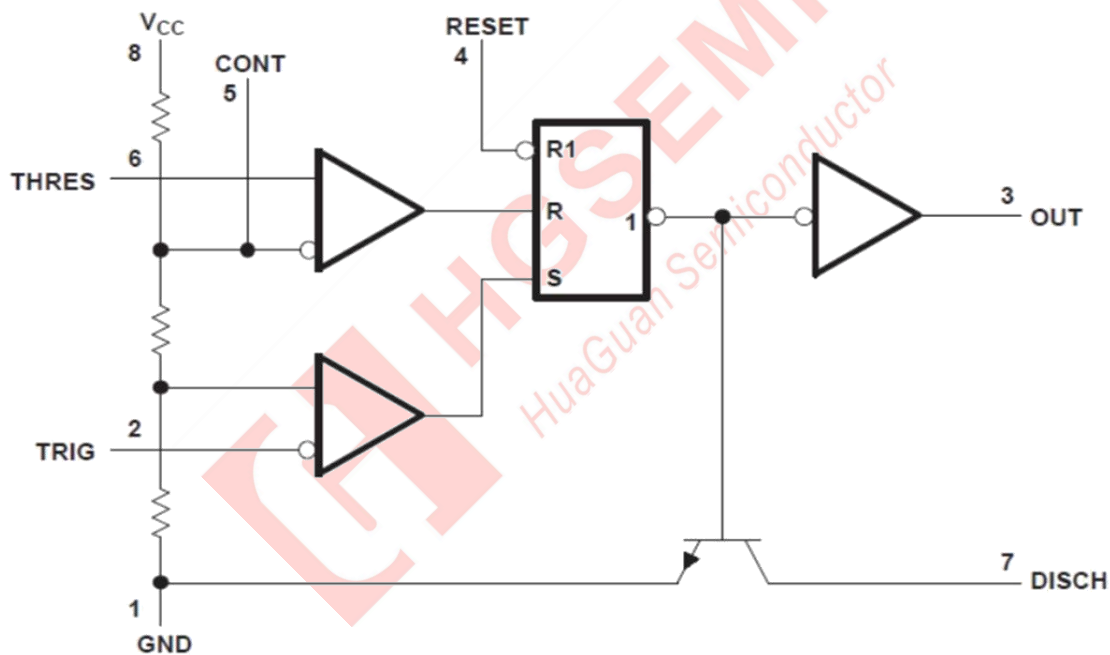 VCC
8
RESET
4
CONT
5
6
THRES
R1
R
1
S
3
OUT
2
TRIG
7
DISCH
1
GND
HGSEM
HuaGuan Semiconductor